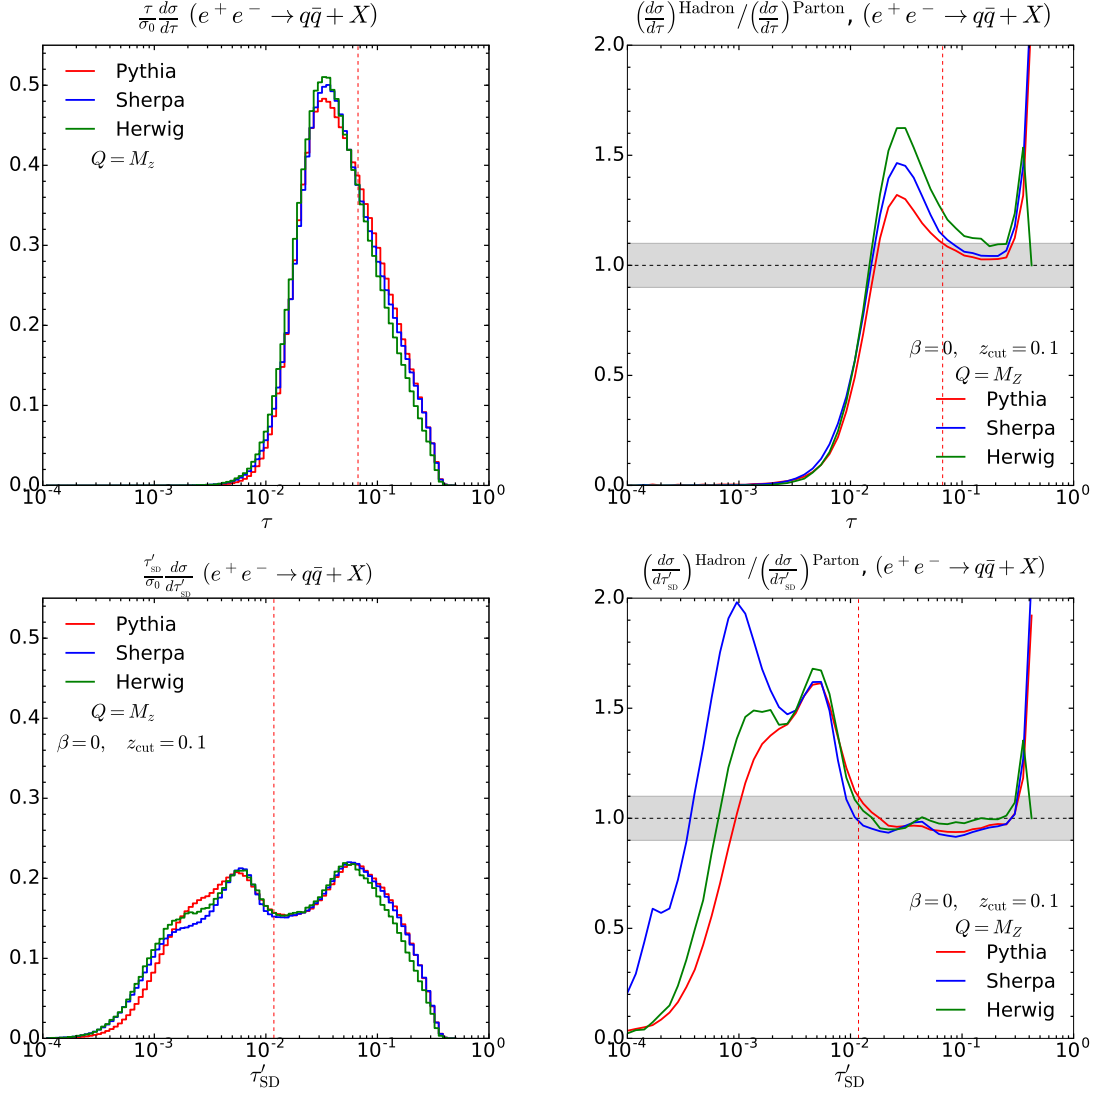 τ/σ₀ dσ/dτ (e⁺e⁻ → qq̄ + X)
0.5
0.4
0.3
0.2
0.1
0.0
Pythia
Sherpa
Herwig
Q = M_z
10⁻⁴ 10⁻³ 10⁻² 10⁻¹ 10⁰
τ
(dσ/dτ)^Hadron/(dσ/dτ)^Parton, (e⁺e⁻ → qq̄ + X)
2.0
1.5
1.0
0.5
0.0
β = 0, z_cut = 0.1
Q = M_Z
Pythia
Sherpa
Herwig
10⁻⁴ 10⁻³ 10⁻² 10⁻¹ 10⁰
τ
τ′_SD/σ₀ dσ/dτ′_SD (e⁺e⁻ → qq̄ + X)
0.5
0.4
0.3
0.2
0.1
0.0
Pythia
Sherpa
Herwig
Q = M_z
β = 0, z_cut = 0.1
10⁻⁴ 10⁻³ 10⁻² 10⁻¹ 10⁰
τ′_SD
(dσ/dτ′_SD)^Hadron/(dσ/dτ′_SD)^Parton, (e⁺e⁻ → qq̄ + X)
2.0
1.5
1.0
0.5
0.0
β = 0, z_cut = 0.1
Q = M_Z
Pythia
Sherpa
Herwig
10⁻⁴ 10⁻³ 10⁻² 10⁻¹ 10⁰
τ′_SD